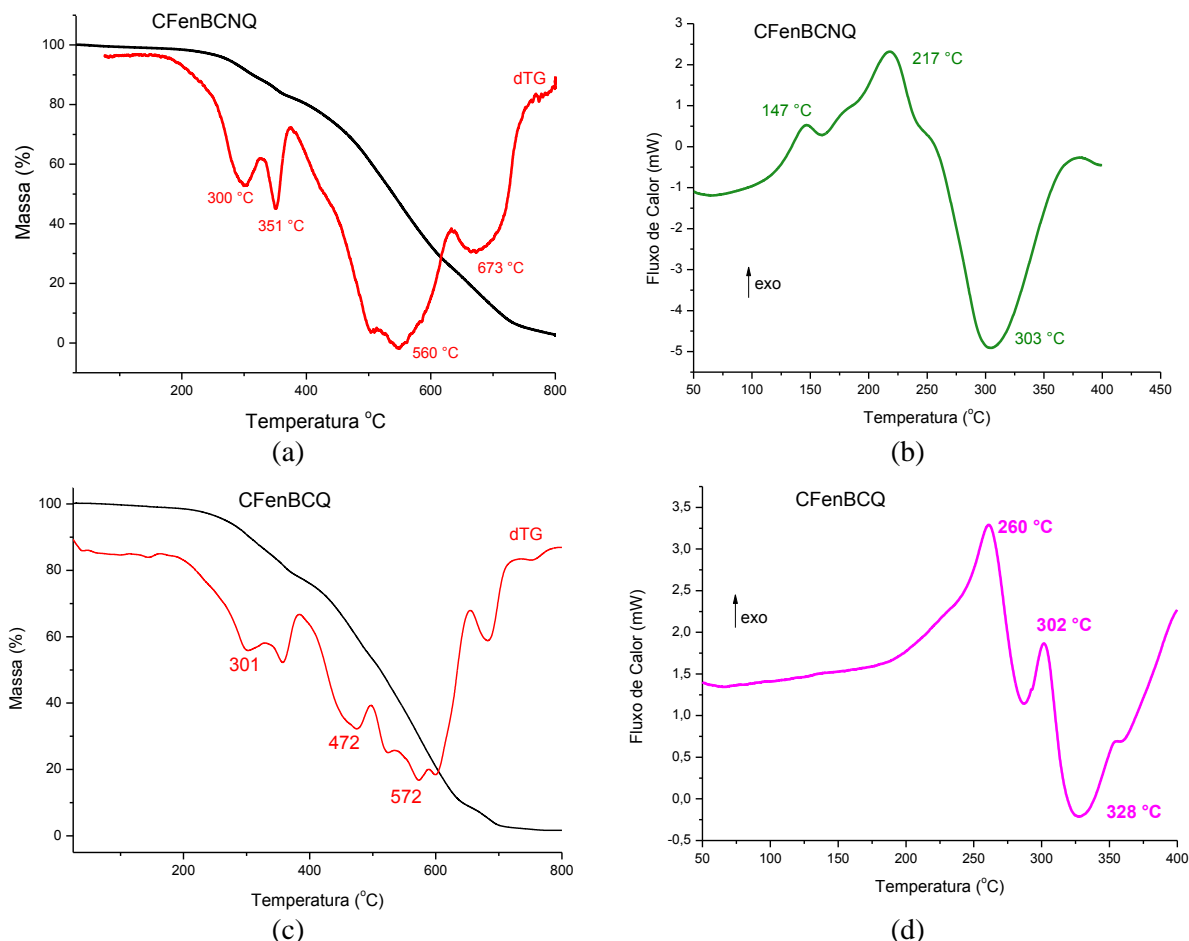 CFenBCNQ
dTG
300 °C
351 °C
560 °C
673 °C
100
80
60
40
20
0
Massa (%)
200
400
600
800
Temperatura °C
(a)
CFenBCNQ
147 °C
217 °C
303 °C
exo
3
2
1
0
-1
-2
-3
-4
-5
Fluxo de Calor (mW)
50
100
150
200
250
300
350
400
450
Temperatura (°C)
(b)
CFenBCQ
dTG
301
472
572
100
80
60
40
20
0
Massa (%)
200
400
600
800
Temperatura (°C)
(c)
CFenBCQ
260 °C
302 °C
328 °C
exo
3,5
3,0
2,5
2,0
1,5
1,0
0,5
0,0
-0,5
Fluxo de Calor (mW)
50
100
150
200
250
300
350
400
Temperatura (°C)
(d)